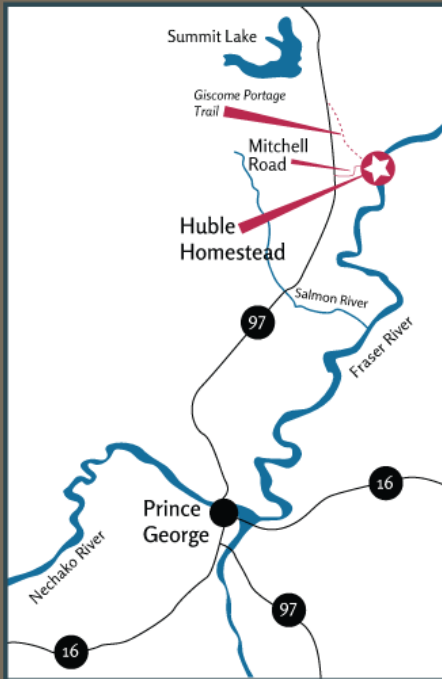 Summit Lake
Giscome Portage
Trail
Mitchell
Road
Huble
Homestead
Salmon River
97
Fraser River
16
Prince
George
Nechako River
97
16